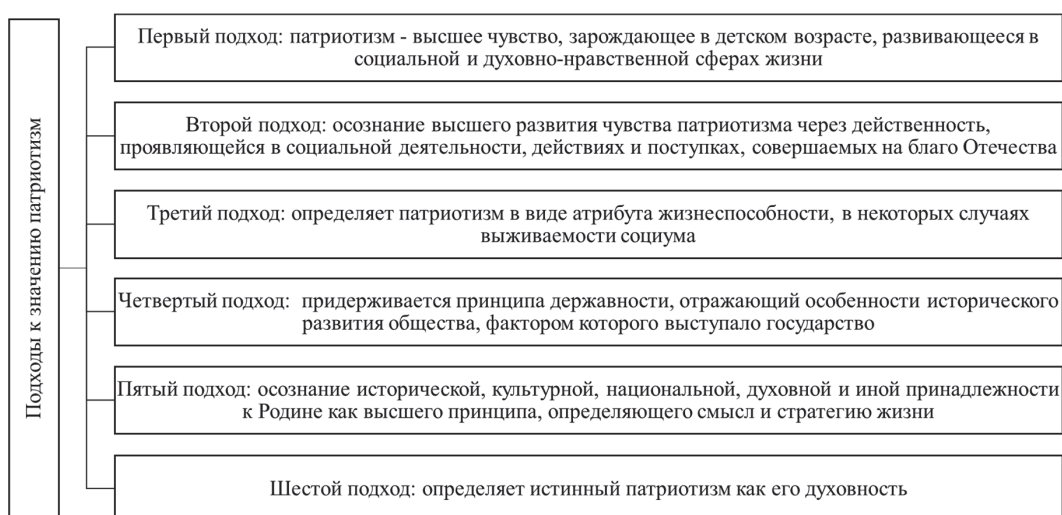 Подходы к значению патриотизм
Первый подход: патриотизм - высшее чувство, зарождающее в детском возрасте, развивающееся в
социальной и духовно-нравственной сферах жизни
Второй подход: осознание высшего развития чувства патриотизма через действенность,
проявляющейся в социальной деятельности, действиях и поступках, совершаемых на благо Отечества
Третий подход: определяет патриотизм в виде атрибута жизнеспособности, в некоторых случаях
выживаемости социума
Четвертый подход: придерживается принципа державности, отражающий особенности исторического
развития общества, фактором которого выступало государство
Пятый подход: осознание исторической, культурной, национальной, духовной и иной принадлежности
к Родине как высшего принципа, определяющего смысл и стратегию жизни
Шестой подход: определяет истинный патриотизм как его духовность